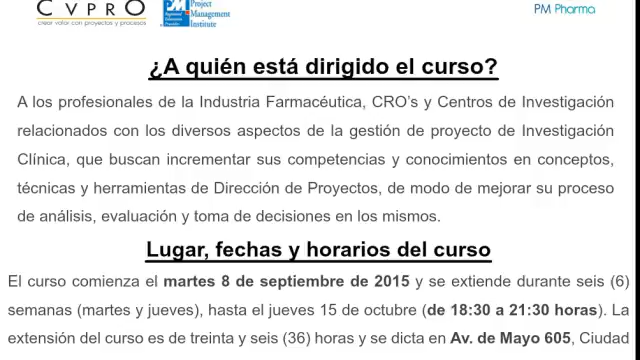 CVPRO
crear valor con proyectos y procesos
PM
Project
Management
Institute
PM Pharma
¿A quién está dirigido el curso?
A los profesionales de la Industria Farmacéutica, CRO's y Centros de Investigación
relacionados con los diversos aspectos de la gestión de proyecto de Investigación
Clínica, que buscan incrementar sus competencias y conocimientos en conceptos,
técnicas y herramientas de Dirección de Proyectos, de modo de mejorar su proceso
de análisis, evaluación y toma de decisiones en los mismos.
Lugar, fechas y horarios del curso
El curso comienza el martes 8 de septiembre de 2015 y se extiende durante seis (6)
semanas (martes y jueves), hasta el jueves 15 de octubre (de 18:30 a 21:30 horas). La
extensión del curso es de treinta y seis (36) horas y se dicta en Av. de Mayo 605, Ciudad